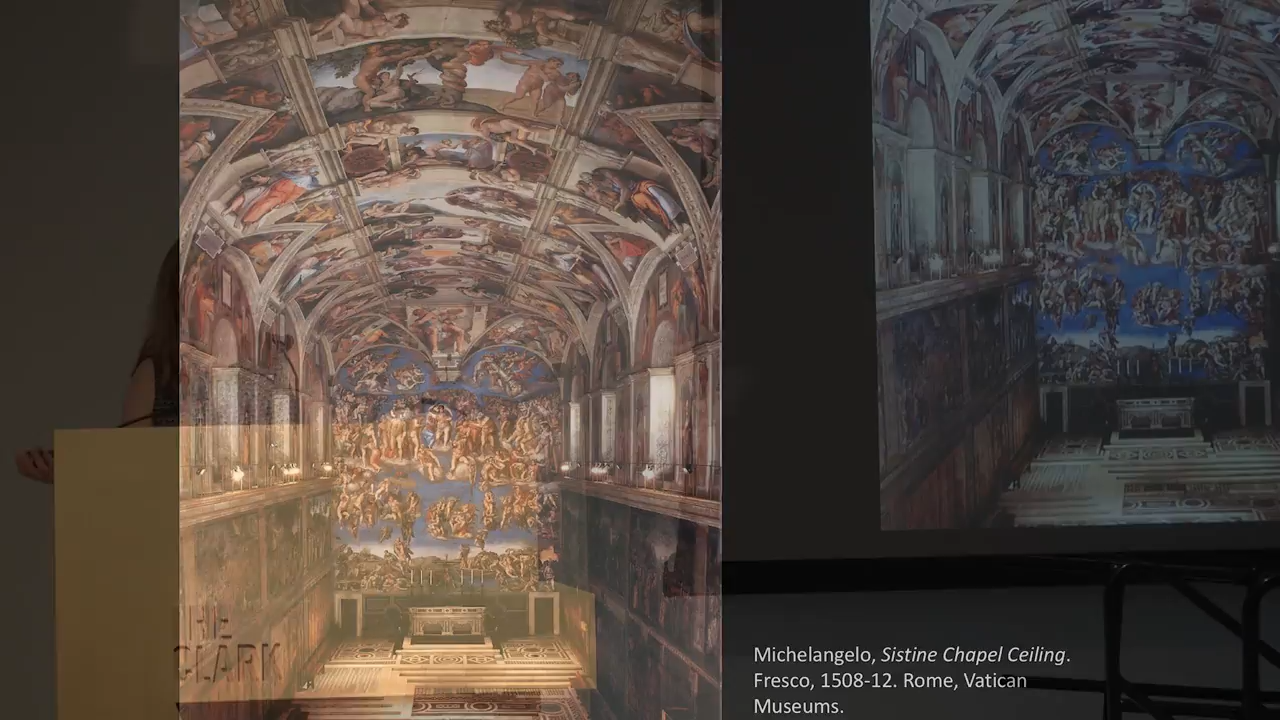 THE
CLARK
Michelangelo, Sistine Chapel Ceiling.
Fresco, 1508-12. Rome, Vatican
Museums.